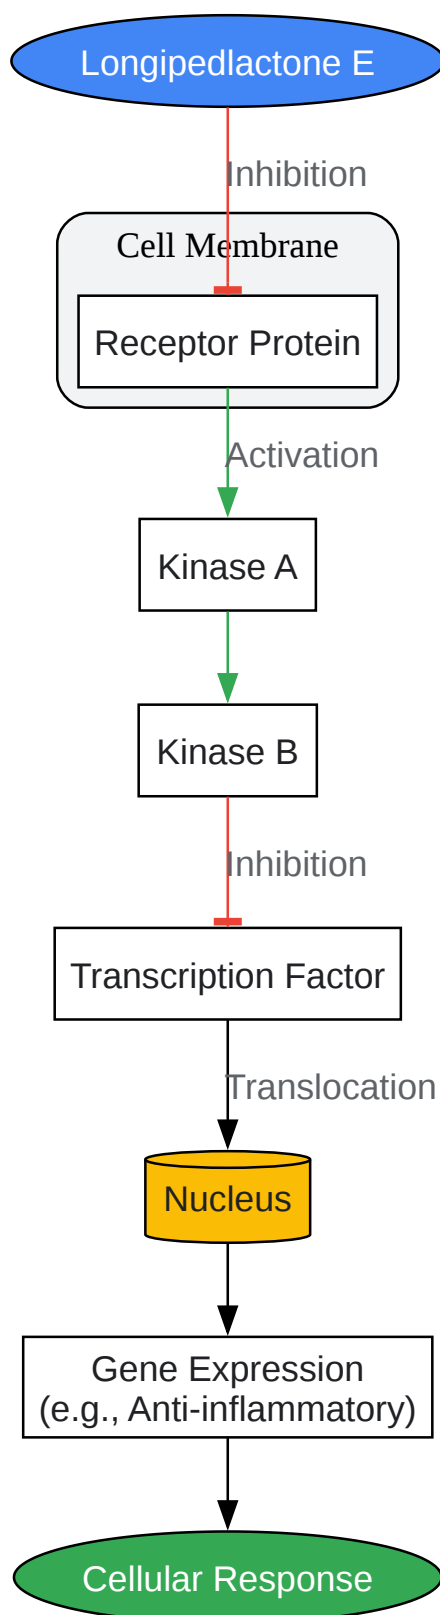 Longipedlactone E
Inhibition
Cell Membrane
Receptor Protein
Activation
Kinase A
Kinase B
Inhibition
Transcription Factor
Translocation
Nucleus
Gene Expression
(e.g., Anti-inflammatory)
Cellular Response